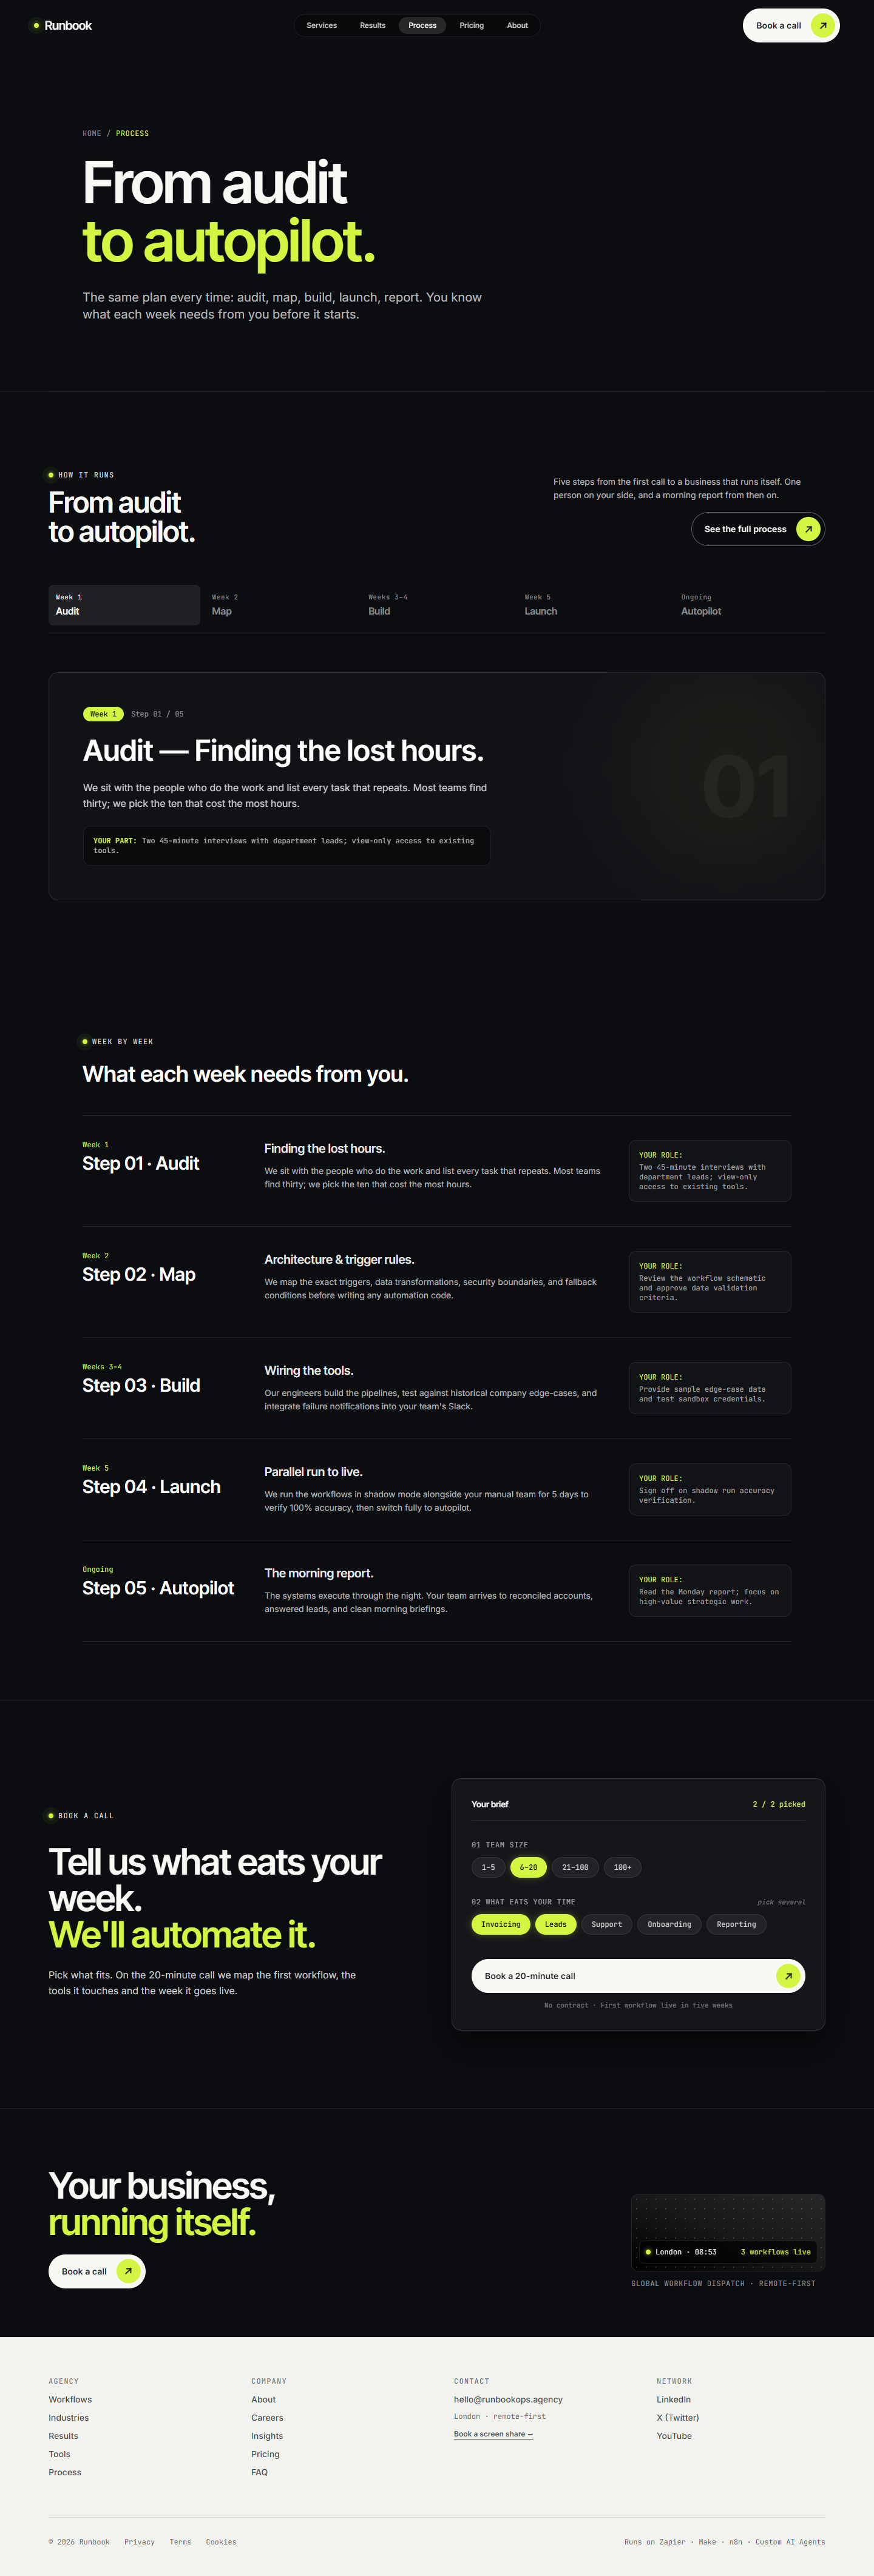 Runbook
Services
Results
Process
Pricing
About
Book a call
HOME / PROCESS
From audit
to autopilot.
The same plan every time: audit, map, build, launch, report. You know
what each week needs from you before it starts.
HOW IT RUNS
From audit
to autopilot.
Five steps from the first call to a business that runs itself. One
person on your side, and a morning report from then on.
See the full process
Week 1
Audit
Week 2
Map
Weeks 3–4
Build
Week 5
Launch
Ongoing
Autopilot
Week 1
Step 01 / 05
Audit — Finding the lost hours.
We sit with the people who do the work and list every task that repeats. Most teams find
thirty; we pick the ten that cost the most hours.
YOUR PART: Two 45-minute interviews with department leads; view-only access to existing
tools.
01
WEEK BY WEEK
What each week needs from you.
Week 1
Step 01 · Audit
Finding the lost hours.
We sit with the people who do the work and list every task that repeats. Most teams
find thirty; we pick the ten that cost the most hours.
YOUR ROLE:
Two 45-minute interviews with
department leads; view-only
access to existing tools.
Week 2
Step 02 · Map
Architecture & trigger rules.
We map the exact triggers, data transformations, security boundaries, and fallback
conditions before writing any automation code.
YOUR ROLE:
Review the workflow schematic
and approve data validation
criteria.
Weeks 3–4
Step 03 · Build
Wiring the tools.
Our engineers build the pipelines, test against historical company edge-cases, and
integrate failure notifications into your team's Slack.
YOUR ROLE:
Provide sample edge-case data
and test sandbox credentials.
Week 5
Step 04 · Launch
Parallel run to live.
We run the workflows in shadow mode alongside your manual team for 5 days to
verify 100% accuracy, then switch fully to autopilot.
YOUR ROLE:
Sign off on shadow run accuracy
verification.
Ongoing
Step 05 · Autopilot
The morning report.
The systems execute through the night. Your team arrives to reconciled accounts,
answered leads, and clean morning briefings.
YOUR ROLE:
Read the Monday report; focus on
high-value strategic work.
BOOK A CALL
Tell us what eats your
week.
We'll automate it.
Pick what fits. On the 20-minute call we map the first workflow, the
tools it touches and the week it goes live.
Your brief
2 / 2 picked
01 TEAM SIZE
1–5
6–20
21–100
100+
02 WHAT EATS YOUR TIME
pick several
Invoicing
Leads
Support
Onboarding
Reporting
Book a 20-minute call
No contract · First workflow live in five weeks
Your business,
running itself.
Book a call
London · 08:53
3 workflows live
GLOBAL WORKFLOW DISPATCH · REMOTE-FIRST
AGENCY
Workflows
Industries
Results
Tools
Process
COMPANY
About
Careers
Insights
Pricing
FAQ
CONTACT
hello@runbookops.agency
London · remote-first
Book a screen share →
NETWORK
LinkedIn
X (Twitter)
YouTube
© 2026 Runbook
Privacy
Terms
Cookies
Runs on Zapier · Make · n8n · Custom AI Agents